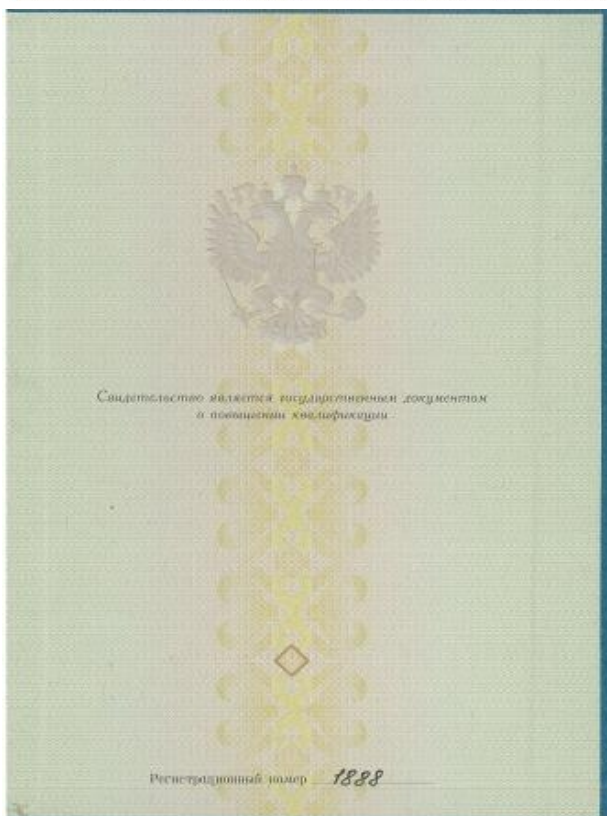 Свидетельство является государственным документом
о повышении квалификации
Регистрационный номер 1888